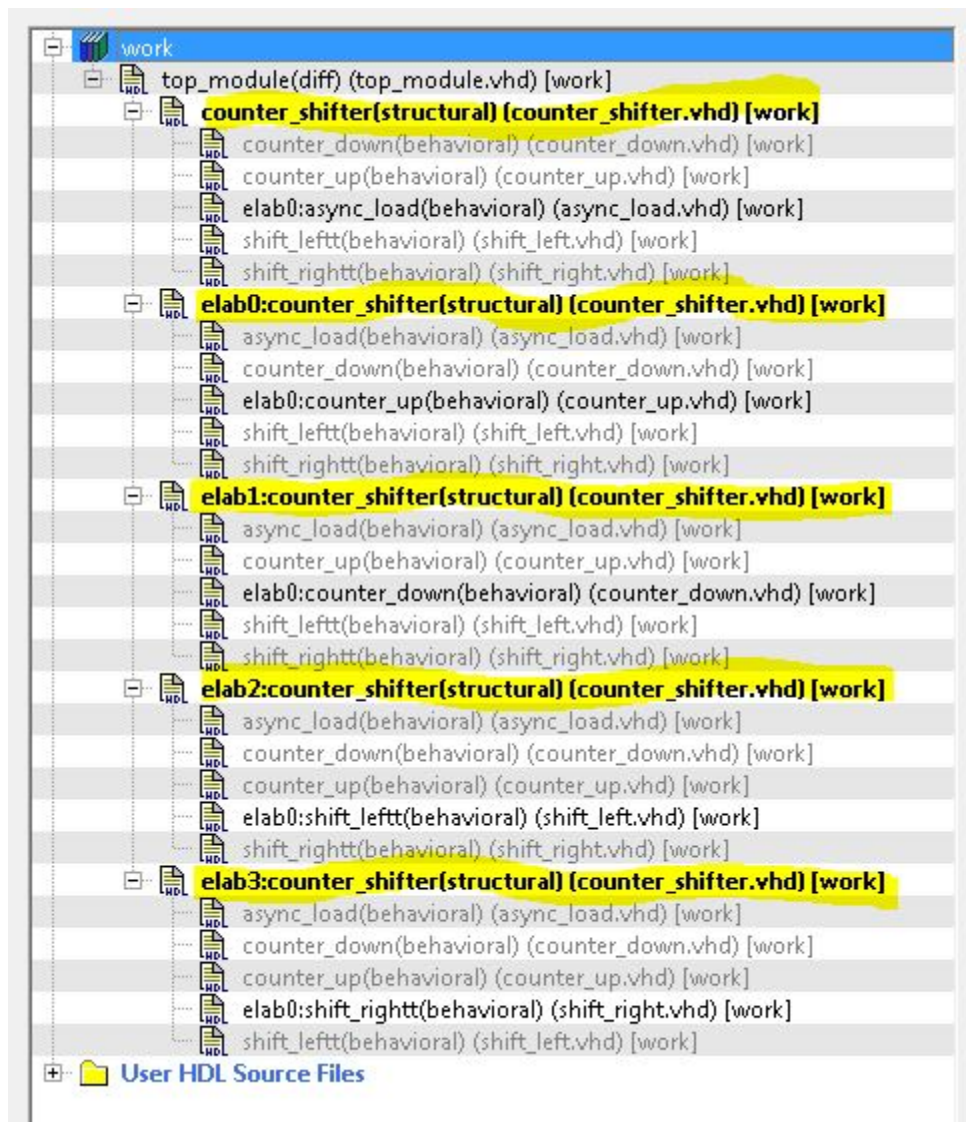 work
top_module(diff) (top_module.vhd) [work]
counter_shifter(structural) (counter_shifter.vhd) [work]
counter_down(behavioral) (counter_down.vhd) [work]
counter_up(behavioral) (counter_up.vhd) [work]
elab0:async_load(behavioral) (async_load.vhd) [work]
shift_leftt(behavioral) (shift_left.vhd) [work]
shift_rightt(behavioral) (shift_right.vhd) [work]
elab0:counter_shifter(structural) (counter_shifter.vhd) [work]
async_load(behavioral) (async_load.vhd) [work]
counter_down(behavioral) (counter_down.vhd) [work]
elab0:counter_up(behavioral) (counter_up.vhd) [work]
shift_leftt(behavioral) (shift_left.vhd) [work]
shift_rightt(behavioral) (shift_right.vhd) [work]
elab1:counter_shifter(structural) (counter_shifter.vhd) [work]
async_load(behavioral) (async_load.vhd) [work]
counter_up(behavioral) (counter_up.vhd) [work]
elab0:counter_down(behavioral) (counter_down.vhd) [work]
shift_leftt(behavioral) (shift_left.vhd) [work]
shift_rightt(behavioral) (shift_right.vhd) [work]
elab2:counter_shifter(structural) (counter_shifter.vhd) [work]
async_load(behavioral) (async_load.vhd) [work]
counter_down(behavioral) (counter_down.vhd) [work]
counter_up(behavioral) (counter_up.vhd) [work]
elab0:shift_leftt(behavioral) (shift_left.vhd) [work]
shift_rightt(behavioral) (shift_right.vhd) [work]
elab3:counter_shifter(structural) (counter_shifter.vhd) [work]
async_load(behavioral) (async_load.vhd) [work]
counter_down(behavioral) (counter_down.vhd) [work]
counter_up(behavioral) (counter_up.vhd) [work]
elab0:shift_rightt(behavioral) (shift_right.vhd) [work]
shift_leftt(behavioral) (shift_left.vhd) [work]
User HDL Source Files